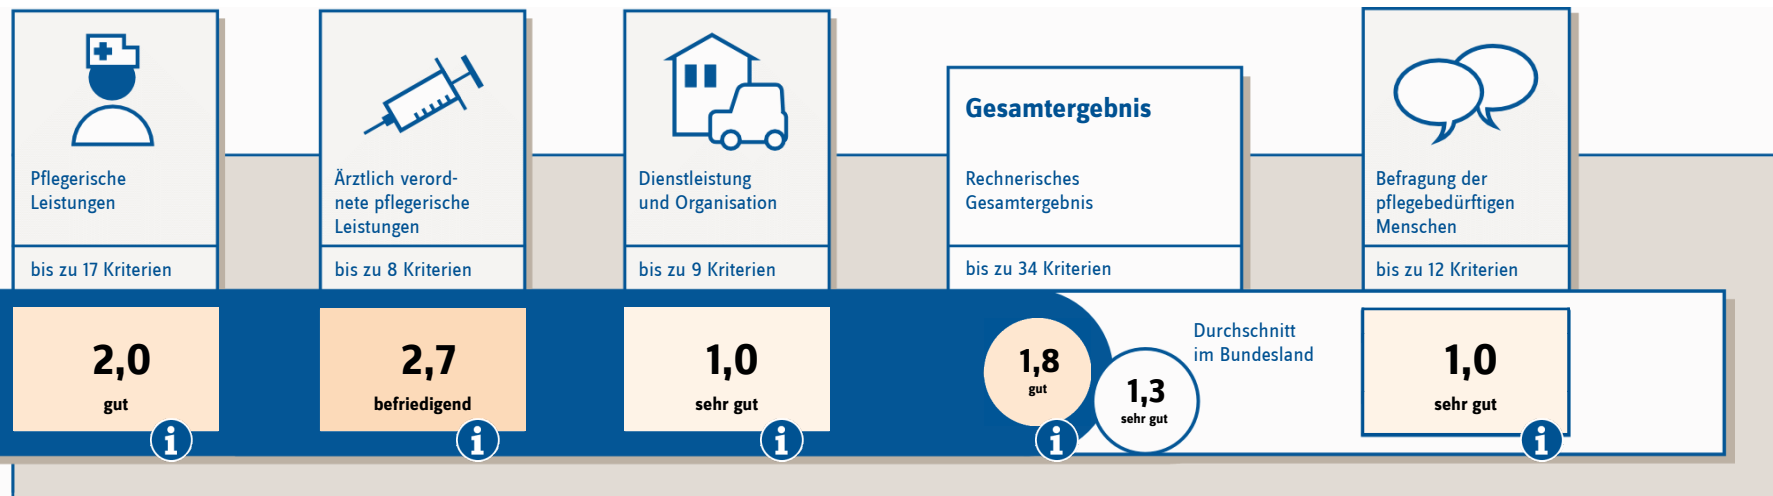 Pflegerische
Leistungen
bis zu 17 Kriterien
2,0
gut
i
Ärztlich verord-
nete pflegerische
Leistungen
bis zu 8 Kriterien
2,7
befriedigend
i
Dienstleistung
und Organisation
bis zu 9 Kriterien
1,0
sehr gut
i
Gesamtergebnis
Rechnerisches
Gesamtergebnis
bis zu 34 Kriterien
1,8
gut
i
Durchschnitt
im Bundesland
1,3
sehr gut
Befragung der
pflegebedürftigen
Menschen
bis zu 12 Kriterien
1,0
sehr gut
i